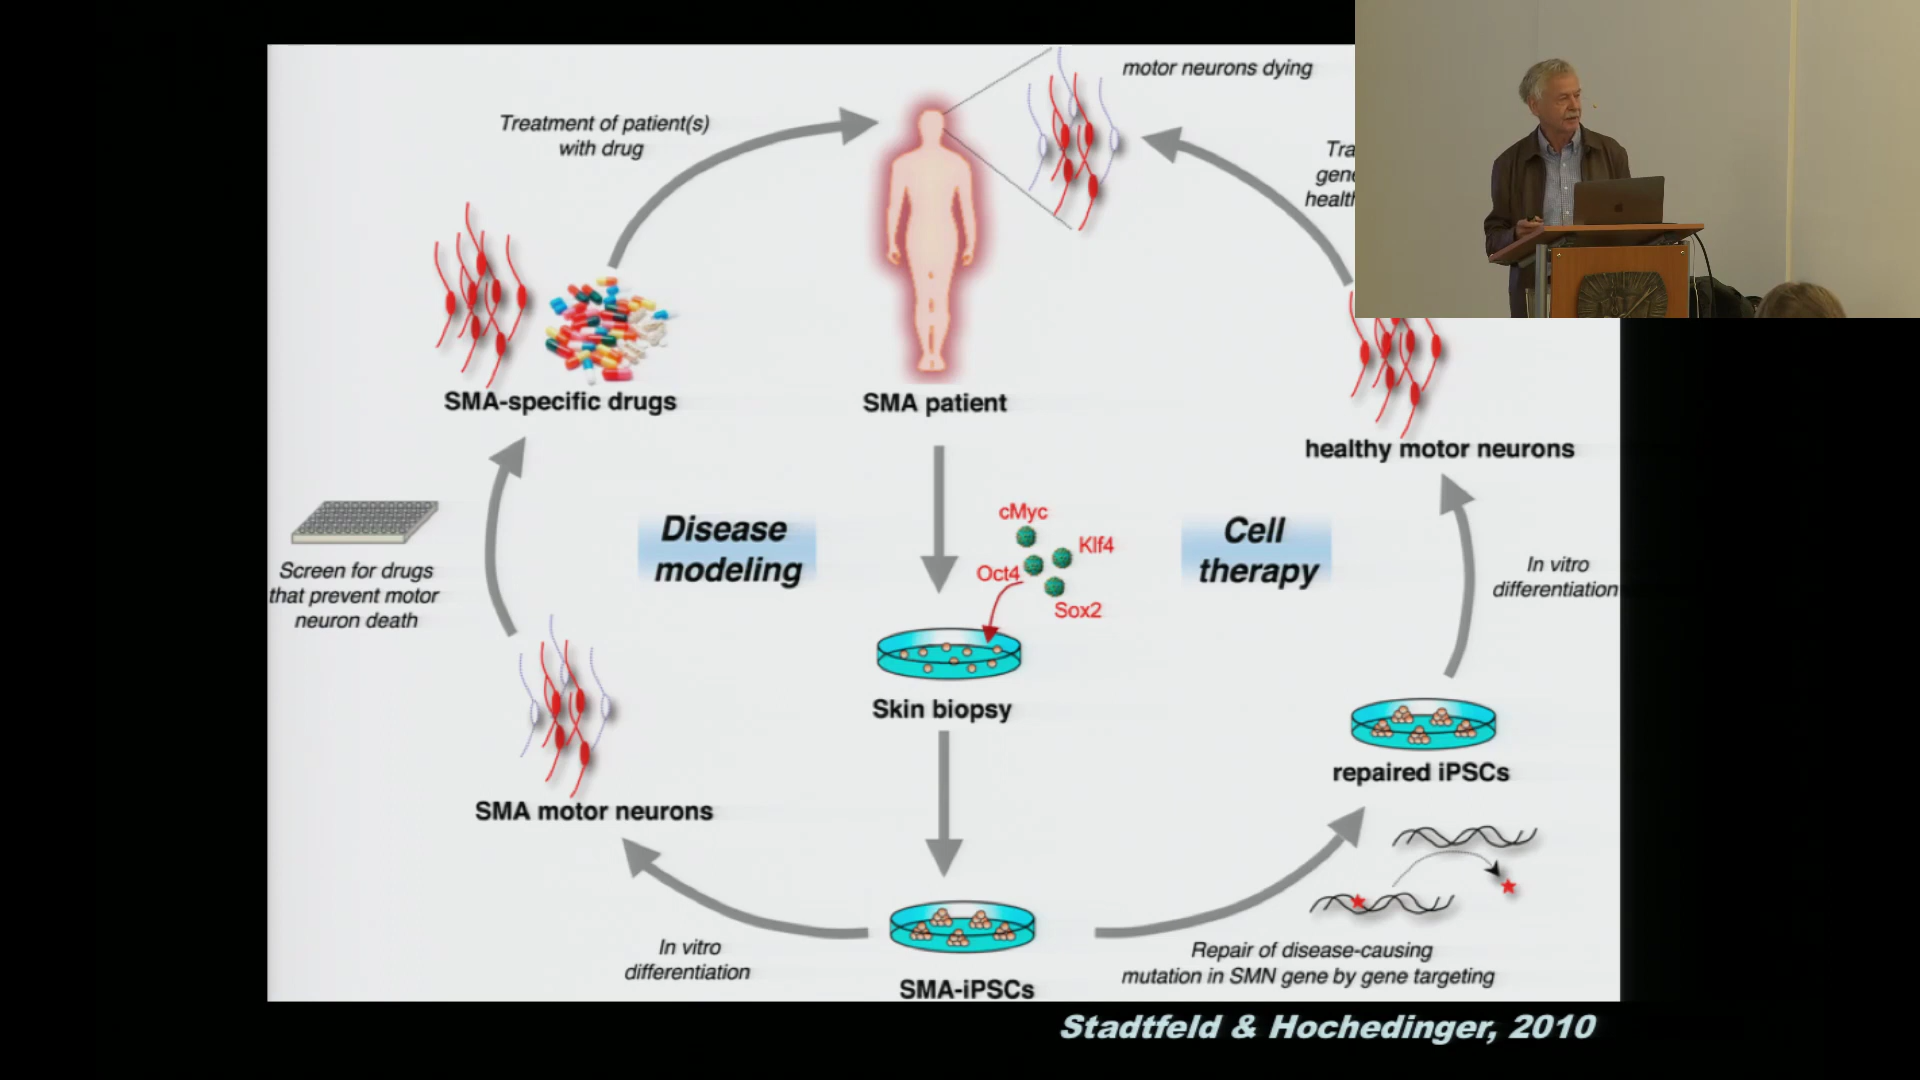 motor neurons dying
Treatment of patient(s)
with drug
Tra
gene
health
SMA-specific drugs
SMA patient
healthy motor neurons
cMyc
Klf4
Oct4
Sox2
Disease
modeling
Cell
therapy
Screen for drugs
that prevent motor
neuron death
In vitro
differentiation
Skin biopsy
repaired iPSCs
SMA motor neurons
In vitro
differentiation
SMA-iPSCs
Repair of disease-causing
mutation in SMN gene by gene targeting
Stadtfeld & Hochedinger, 2010